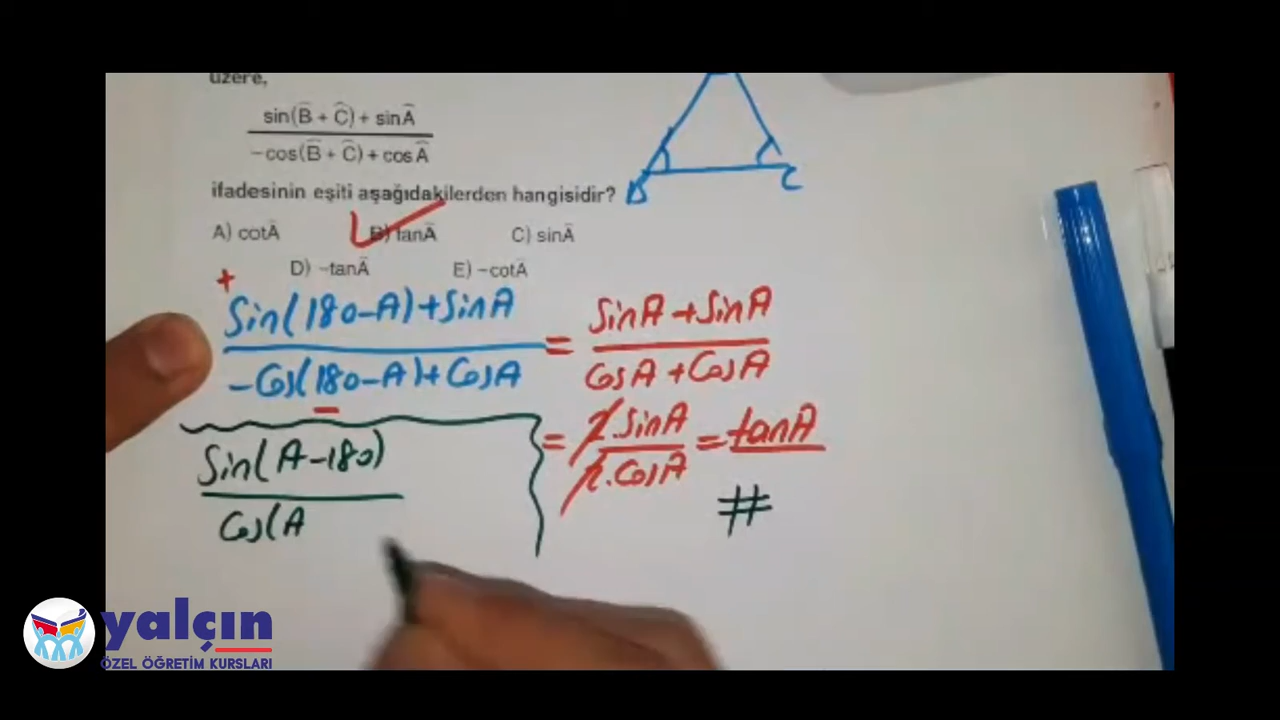 üzere,
sin(B̂ + Ĉ) + sinÂ
-cos(B̂ + Ĉ) + cosÂ
ifadesinin eşiti aşağıdakilerden hangisidir?
A) cotÂ B) tanÂ C) sinÂ
D) -tanÂ E) -cotÂ
B C
+
Sin(180-A)+SinA
-Cos(180-A)+CosA
= SinA+SinA
CosA+CosA
= 2.SinA
2.CosA
= tanA
#
Sin(A-180)
Cos(A
yalçın
ÖZEL ÖĞRETİM KURSLARI